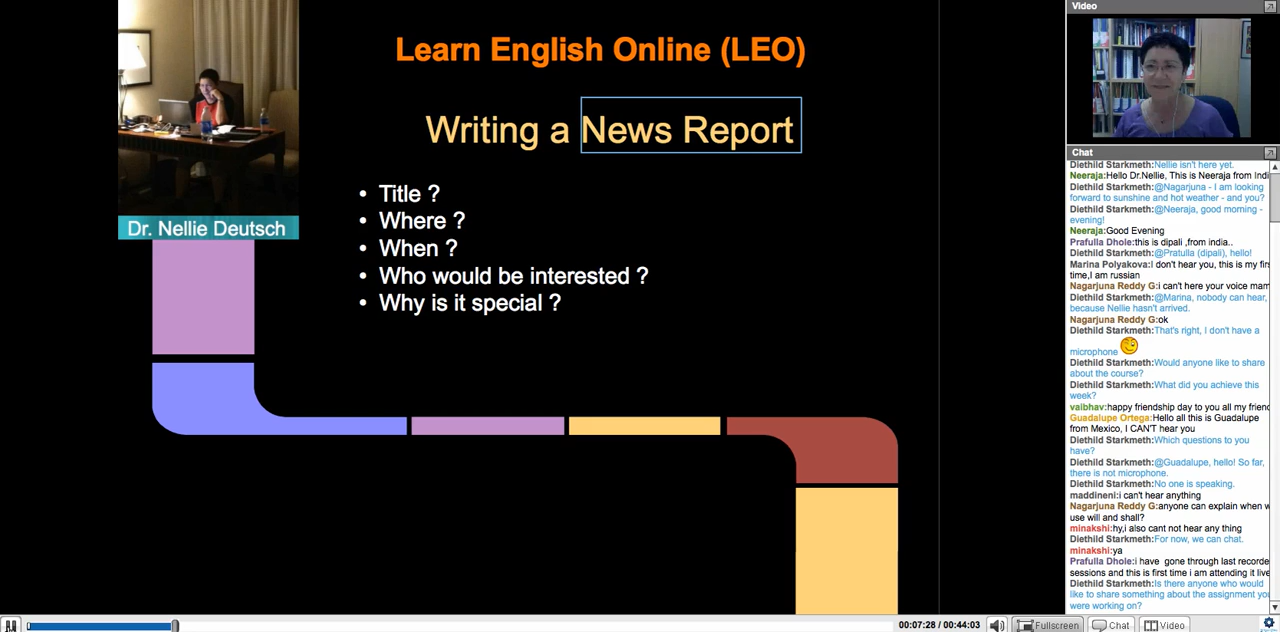 Learn English Online (LEO)
Writing a News Report
• Title ?
• Where ?
• When ?
• Who would be interested ?
• Why is it special ?
Dr. Nellie Deutsch
Video
Chat
Diethild Starkmeth:Nellie isn't here yet.
Neeraja:Hello Dr.Nellie, This is Neeraja from Indi
Diethild Starkmeth:@Nagarjuna - I am looking
forward to sunshine and hot weather - and you?
Diethild Starkmeth:@Neeraja, good morning -
evening!
Neeraja:Good Evening
Prafulla Dhole:this is dipali ,from india..
Diethild Starkmeth:@Pratulla (dipali), hello!
Marina Polyakova:I don't hear you, this is my firs
time,I am russian
Nagarjuna Reddy G:i can't here your voice mam
Diethild Starkmeth:@Marina, nobody can hear,
because Nellie hasn't arrived.
Nagarjuna Reddy G:ok
Diethild Starkmeth:That's right, I don't have a
microphone
Diethild Starkmeth:Would anyone like to share
about the course?
Diethild Starkmeth:What did you achieve this
week?
vaibhav:happy friendship day to you all my friend
Guadalupe Ortega:Hello all this is Guadalupe
from Mexico, I CAN'T hear you
Diethild Starkmeth:Which questions to you
have?
Diethild Starkmeth:@Guadalupe, hello! So far,
there is not microphone.
Diethild Starkmeth:No one is speaking.
maddineni:i can't hear anything
Nagarjuna Reddy G:anyone can explain when w
use will and shall?
minakshi:hy,i also cant not hear any thing
Diethild Starkmeth:For now, we can chat.
minakshi:ya
Prafulla Dhole:i have gone through last recorde
sessions and this is first time i am attending it live
Diethild Starkmeth:Is there anyone who would
like to share something about the assignment you
were working on?
00:07:28 / 00:44:03
Fullscreen
Chat
Video